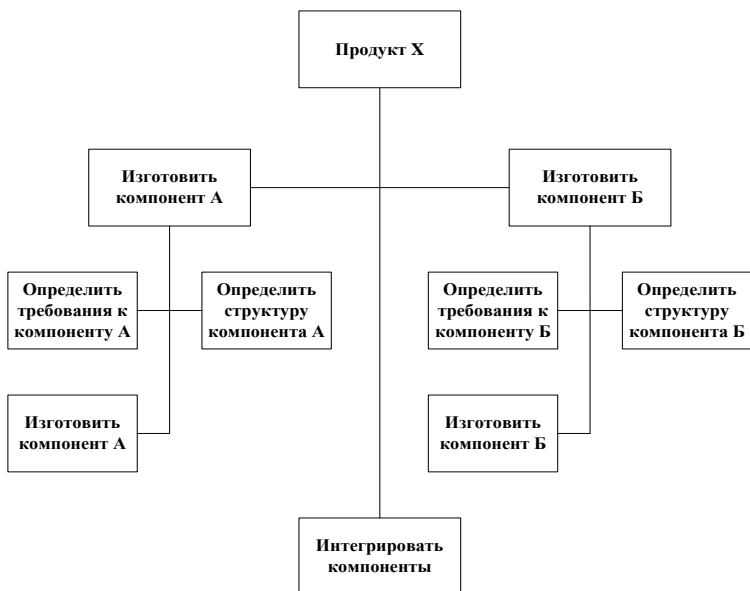 Продукт X
Изготовить
компонент А
Изготовить
компонент Б
Определить
требования к
компоненту А
Определить
структуру
компонента А
Определить
требования к
компоненту Б
Определить
структуру
компонента Б
Изготовить
компонент А
Изготовить
компонент Б
Интегрировать
компоненты